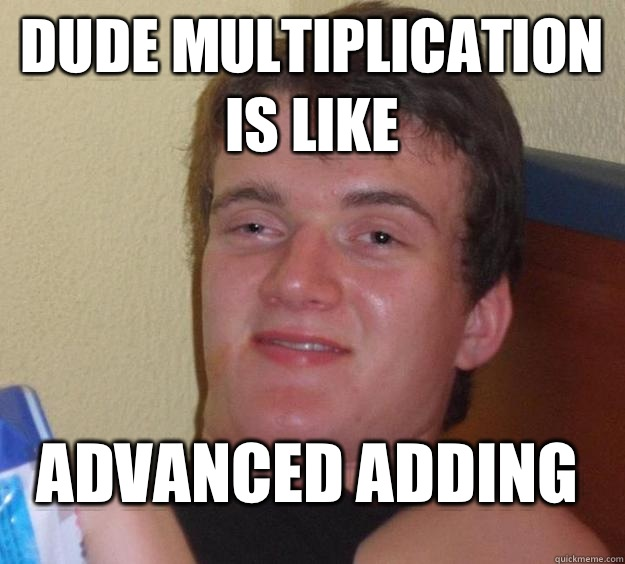 DUDE MULTIPLICATION
IS LIKE
ADVANCED ADDING
quickmeme.com